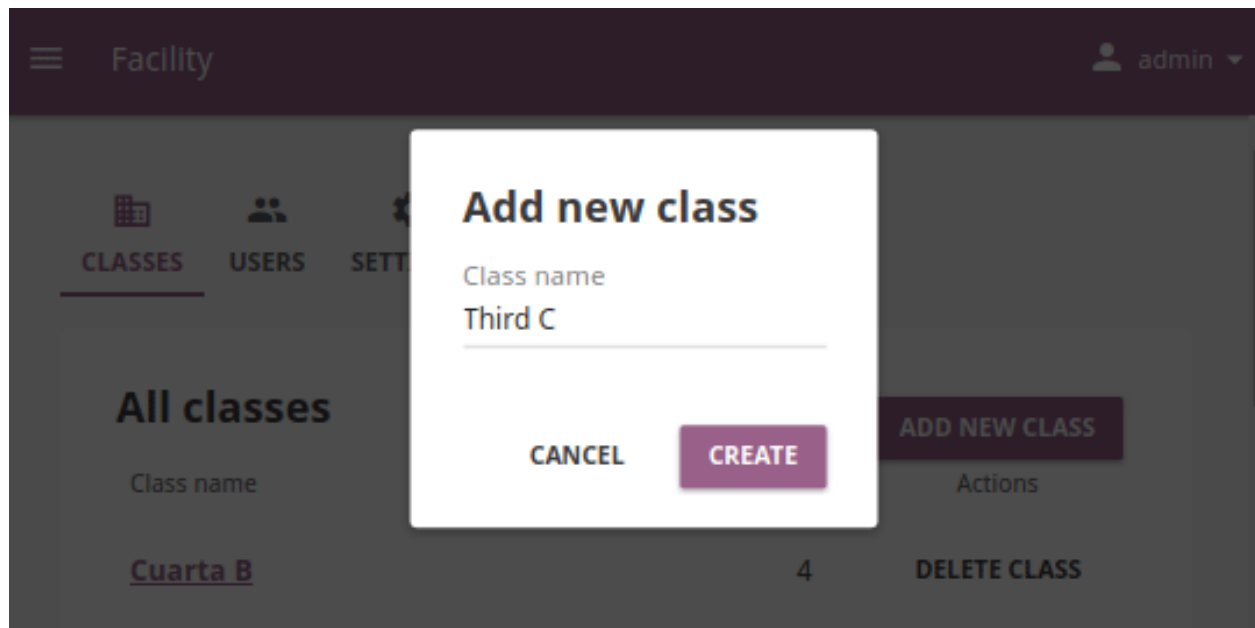 Facility
admin
Add new class
CLASSES USERS SETT
Class name
Third C
All classes
ADD NEW CLASS
CANCEL CREATE
Class name
Actions
Cuarta B 4 DELETE CLASS